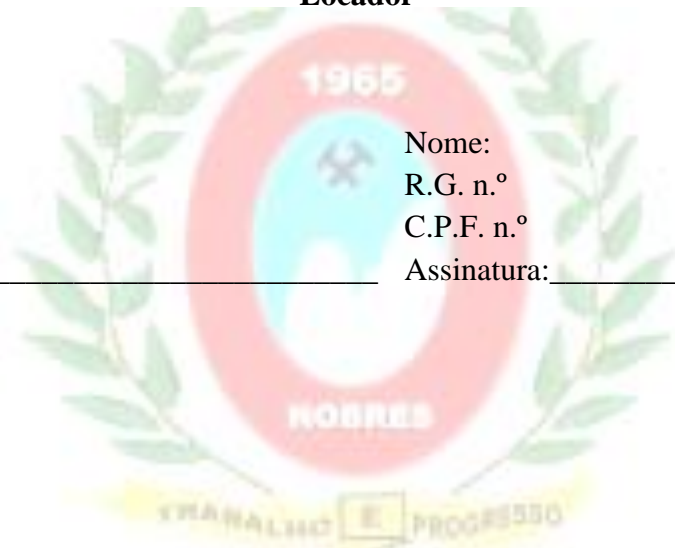 Locador
1965
Nome:
R.G. n.º
C.P.F. n.º
Assinatura:
NOBRES
TRABALHO E PROGRESSO